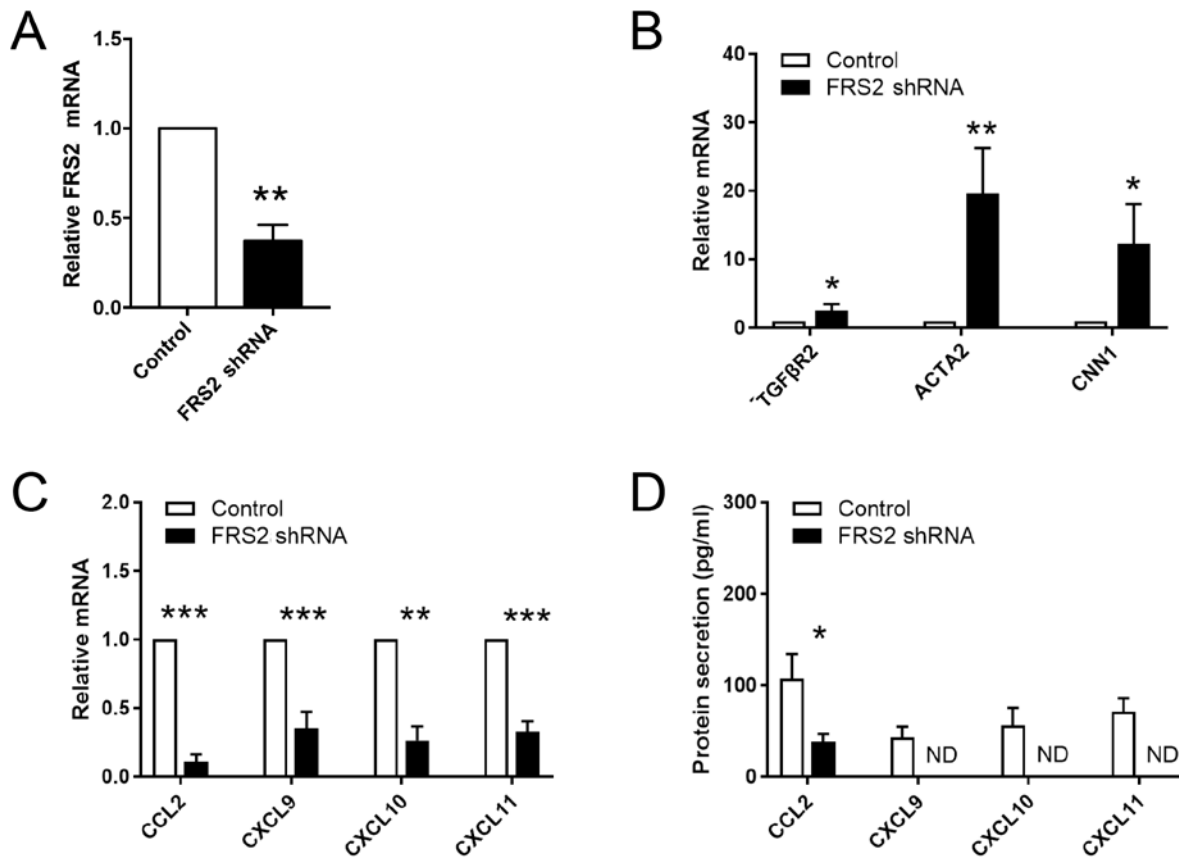 A
Relative FRS2 mRNA
1.5
1.0
0.5
0.0
**
Control
FRS2 shRNA
B
Relative mRNA
40
30
20
10
0
Control
FRS2 shRNA
*
**
*
TGFβR2
ACTA2
CNN1
C
Relative mRNA
2.0
1.5
1.0
0.5
0.0
Control
FRS2 shRNA
***
***
**
***
CCL2
CXCL9
CXCL10
CXCL11
D
Protein secretion (pg/ml)
300
200
100
0
Control
FRS2 shRNA
*
ND
ND
ND
CCL2
CXCL9
CXCL10
CXCL11